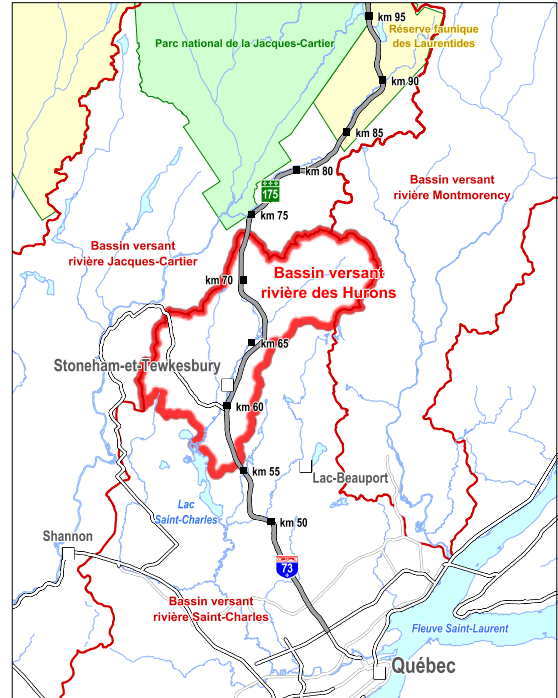 km 95
Réserve faunique
des Laurentides
Parc national de la Jacques-Cartier
km 90
km 85
km 80
Bassin versant
rivière Montmorency
175
km 75
Bassin versant
rivière Jacques-Cartier
km 70
Bassin versant
rivière des Hurons
km 65
Stoneham-et-Tewkesbury
km 60
km 55
Lac-Beauport
Lac
Saint-Charles
km 50
Shannon
73
Bassin versant
rivière Saint-Charles
Fleuve Saint-Laurent
Québec